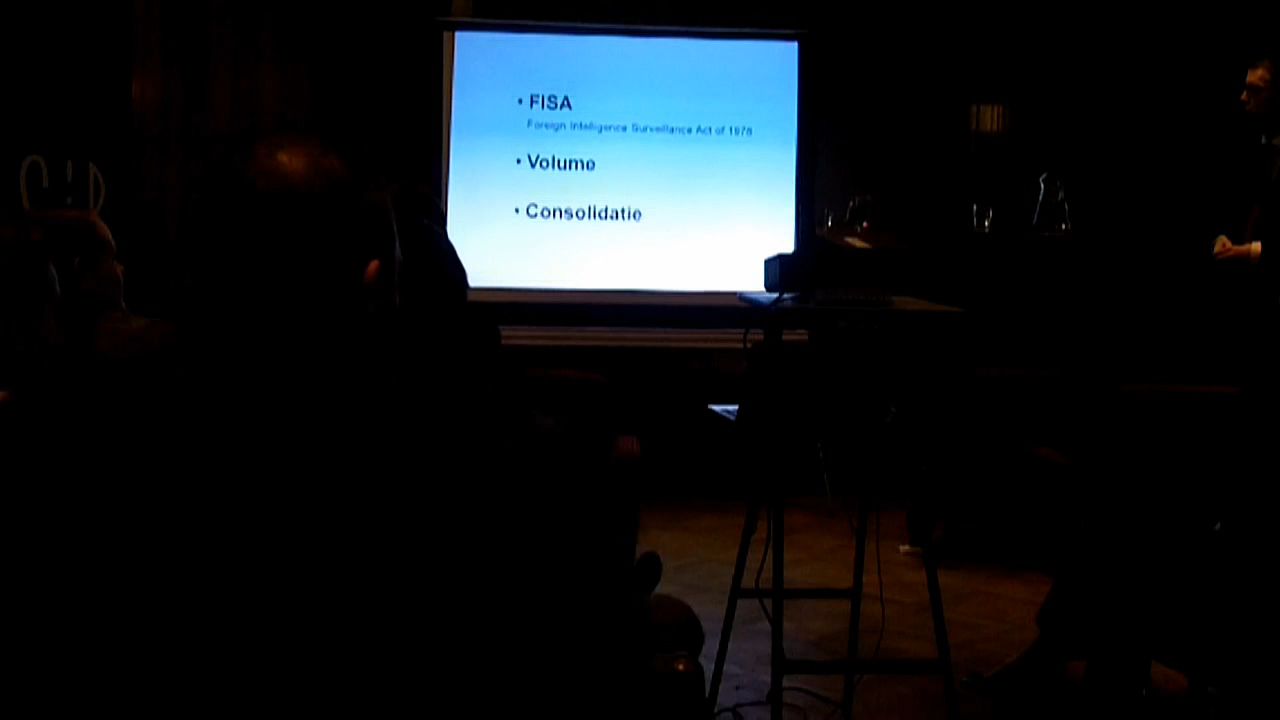 • FISA
Foreign Intelligence Surveillance Act of 1978
• Volume
• Consolidatie